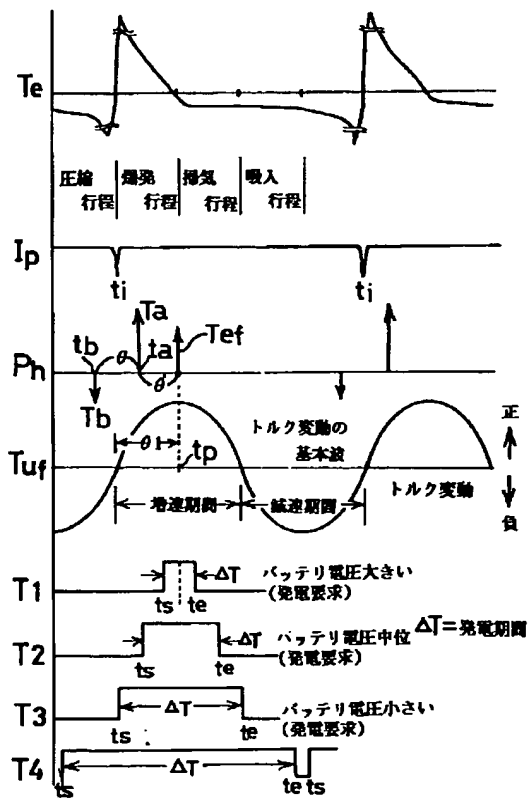 Te
圧縮 爆発 掃気 吸入
行程 行程 行程 行程
Ip
ti ti
Ta
Tef
tb θ ta
Ph
θ'
Tb
トルク変動の
基本波
正
θ1
Tuf
tp
トルク変動
負
増速期間 減速期間
T1
ΔT
バッテリ電圧大きい
ts te
(発電要求)
T2
ΔT
バッテリ電圧中位
ΔT=発電期間
ts te
(発電要求)
T3
ΔT
バッテリ電圧小さい
ts te
(発電要求)
T4
ΔT
ts te ts